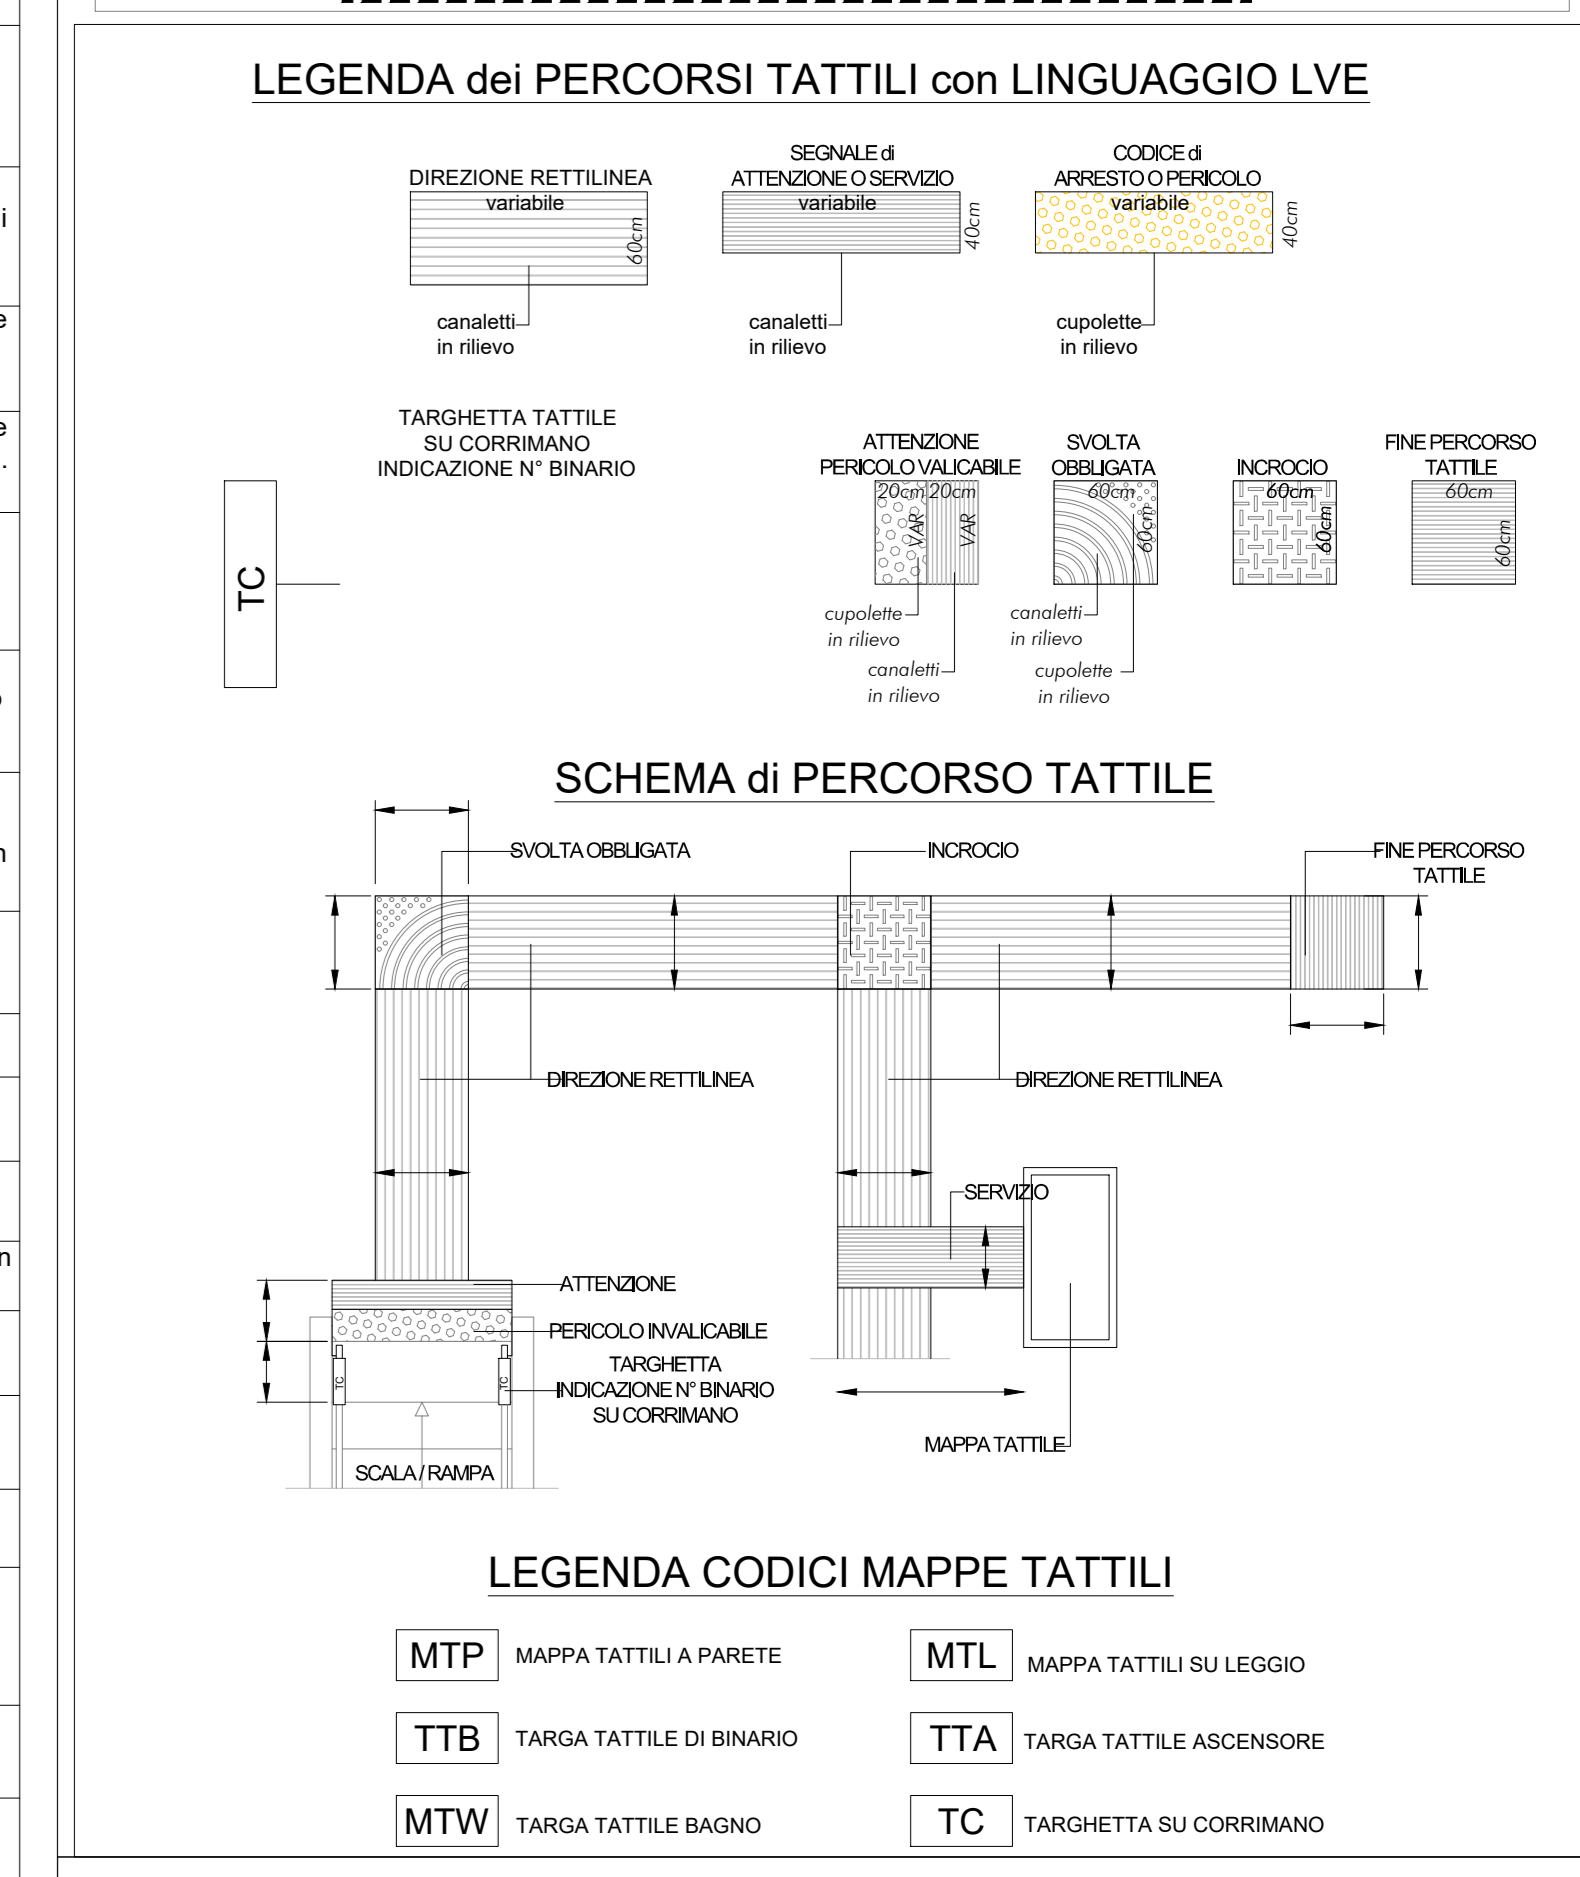 LEGENDA dei PERCORSI TATTILI con LINGUAGGIO LVE
DIREZIONE RETTILINEA
variabile
60cm
canaletti
in rilievo
SEGNALE di
ATTENZIONE O SERVIZIO
variabile
40cm
canaletti
in rilievo
CODICE di
ARRESTO O PERICOLO
variabile
40cm
cupolette
in rilievo
TARGHETTA TATTILE
SU CORRIMANO
INDICAZIONE N° BINARIO
TC
ATTENZIONE
PERICOLO VALICABILE
20cm 20cm
VAR VAR
cupolette
in rilievo
canaletti
in rilievo
SVOLTA
OBBLIGATA
60cm
60cm
canaletti
in rilievo
cupolette
in rilievo
INCROCIO
60cm
60cm
FINE PERCORSO
TATTILE
60cm
60cm
SCHEMA di PERCORSO TATTILE
SVOLTA OBBLIGATA
INCROCIO
FINE PERCORSO
TATTILE
DIREZIONE RETTILINEA
DIREZIONE RETTILINEA
SERVIZIO
ATTENZIONE
PERICOLO INVALICABILE
TARGHETTA
INDICAZIONE N° BINARIO
SU CORRIMANO
TC
TC
MAPPA TATTILE
SCALA / RAMPA
LEGENDA CODICI MAPPE TATTILI
MTP MAPPA TATTILI A PARETE
MTL MAPPA TATTILI SU LEGGIO
TTB TARGA TATTILE DI BINARIO
TTA TARGA TATTILE ASCENSORE
MTW TARGA TATTILE BAGNO
TC TARGHETTA SU CORRIMANO